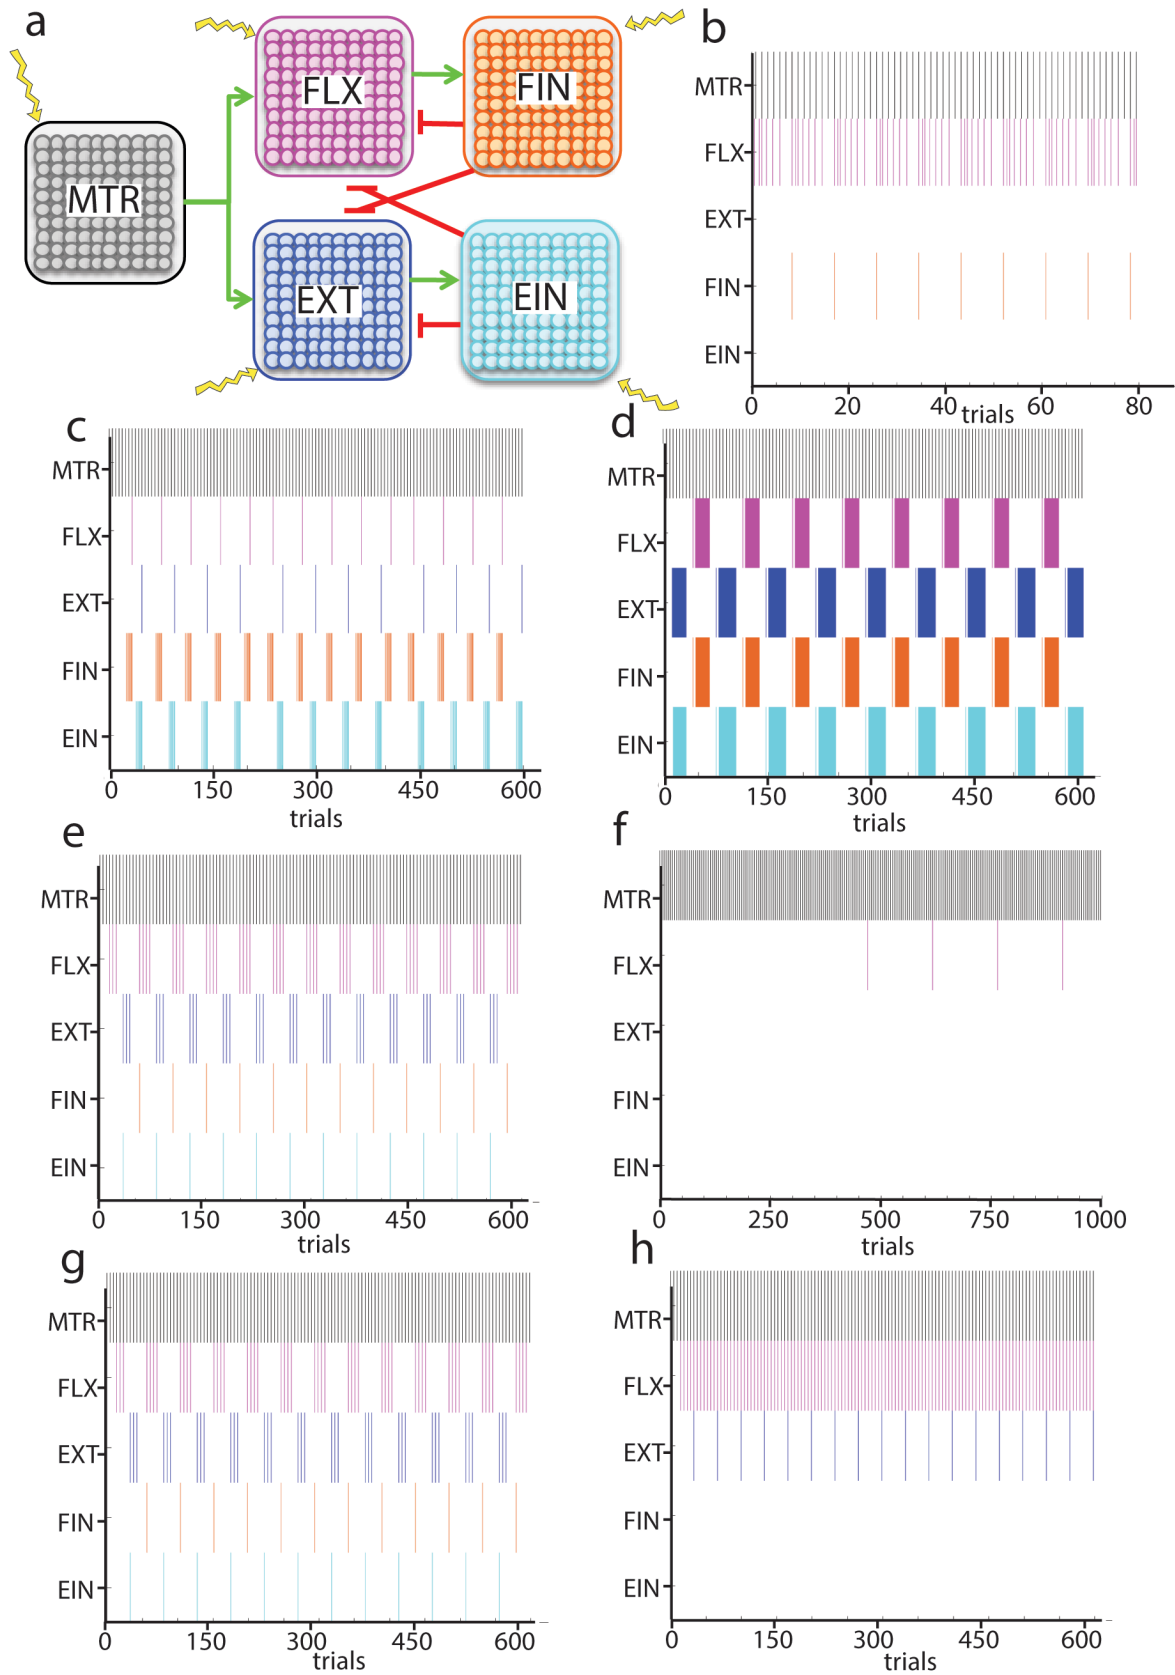 a
FLX
FIN
MTR
EXT
EIN
b
MTR
FLX
EXT
FIN
EIN
0 20 40 60 80
trials
c
MTR
FLX
EXT
FIN
EIN
0 150 300 450 600
trials
d
MTR
FLX
EXT
FIN
EIN
0 150 300 450 600
trials
e
MTR
FLX
EXT
FIN
EIN
0 150 300 450 600
trials
f
MTR
FLX
EXT
FIN
EIN
0 250 500 750 1000
trials
g
MTR
FLX
EXT
FIN
EIN
0 150 300 450 600
trials
h
MTR
FLX
EXT
FIN
EIN
0 150 300 450 600
trials